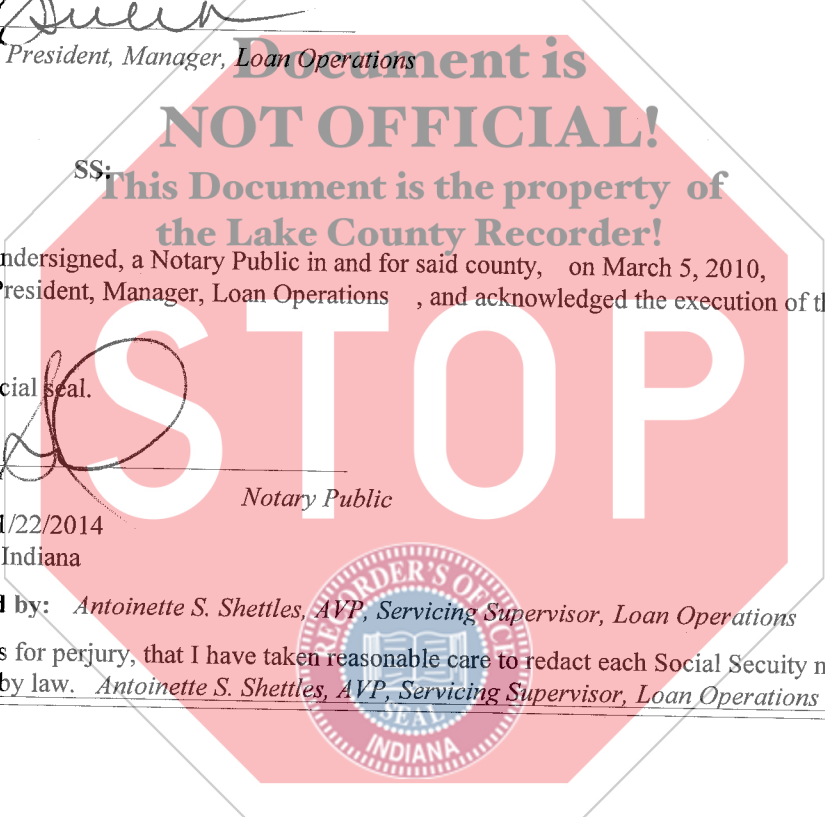 President, Manager, Loan Operations
Document is
NOT OFFICIAL!
SS:
This Document is the property of
the Lake County Recorder!
ndersigned, a Notary Public in and for said county, on March 5, 2010,
President, Manager, Loan Operations , and acknowledged the execution of th
STOP
cial seal.
Notary Public
1/22/2014
Indiana
d by: Antoinette S. Shettles, AVP, Servicing Supervisor, Loan Operations
s for perjury, that I have taken reasonable care to redact each Social Secuity n
by law. Antoinette S. Shettles, AVP, Servicing Supervisor, Loan Operations
RECORDER'S OFFICE
SEAL
INDIANA